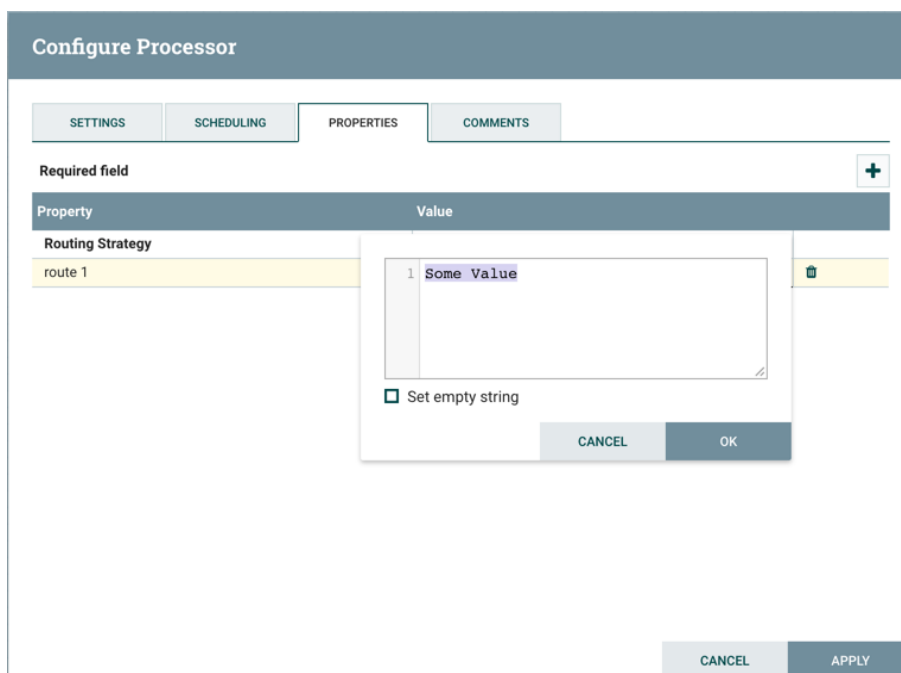 Configure Processor
SETTINGS SCHEDULING PROPERTIES COMMENTS
Required field
Property Value
Routing Strategy
route 1
1 Some Value
Set empty string
CANCEL OK
CANCEL APPLY